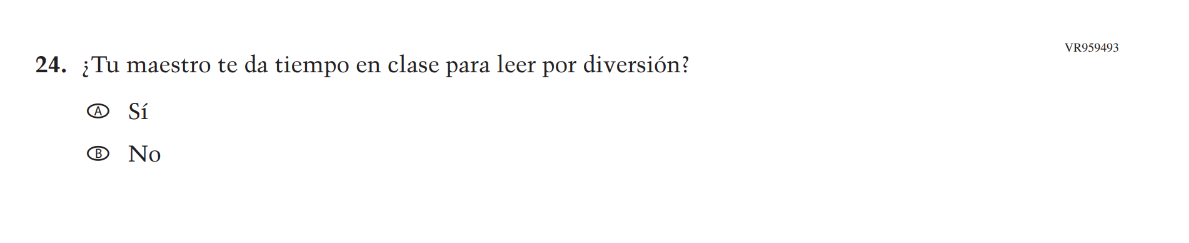 VR959493
24. ¿Tu maestro te da tiempo en clase para leer por diversión?
A Sí
B No